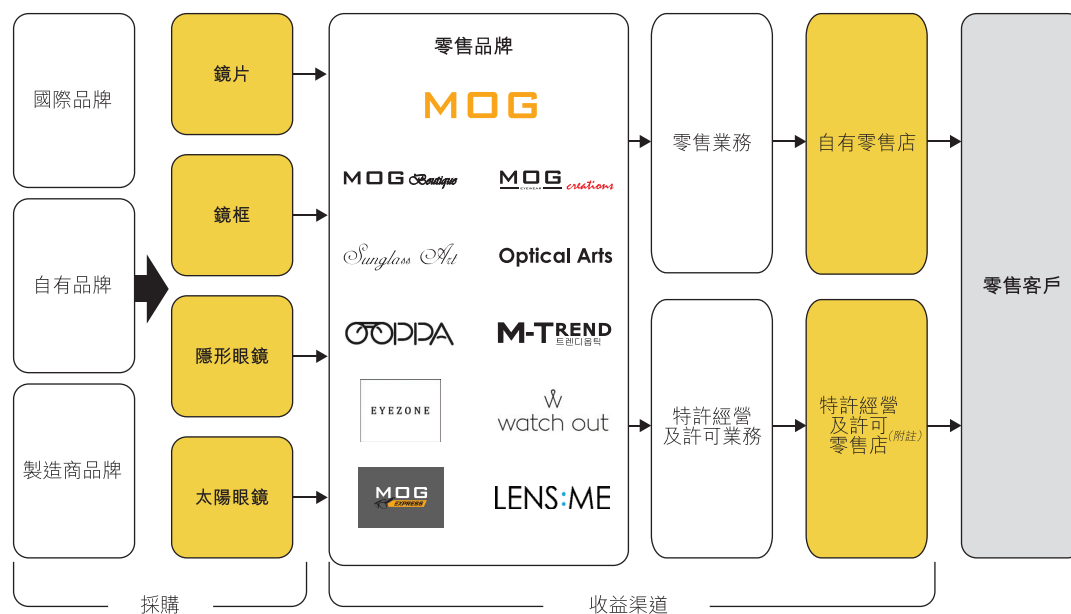 國際品牌
自有品牌
製造商品牌
鏡片
鏡框
隱形眼鏡
太陽眼鏡
零售品牌
MOG
MOG Boutique
MOG EYEWEAR creations
Sunglass Art
Optical Arts
OOPPA
M-TREND
트렌디옵틱
EYEZONE
watch out
MOG EXPRESS
LENS:ME
零售業務
特許經營
及許可業務
自有零售店
特許經營
及許可
零售店(附註)
零售客戶
採購
收益渠道